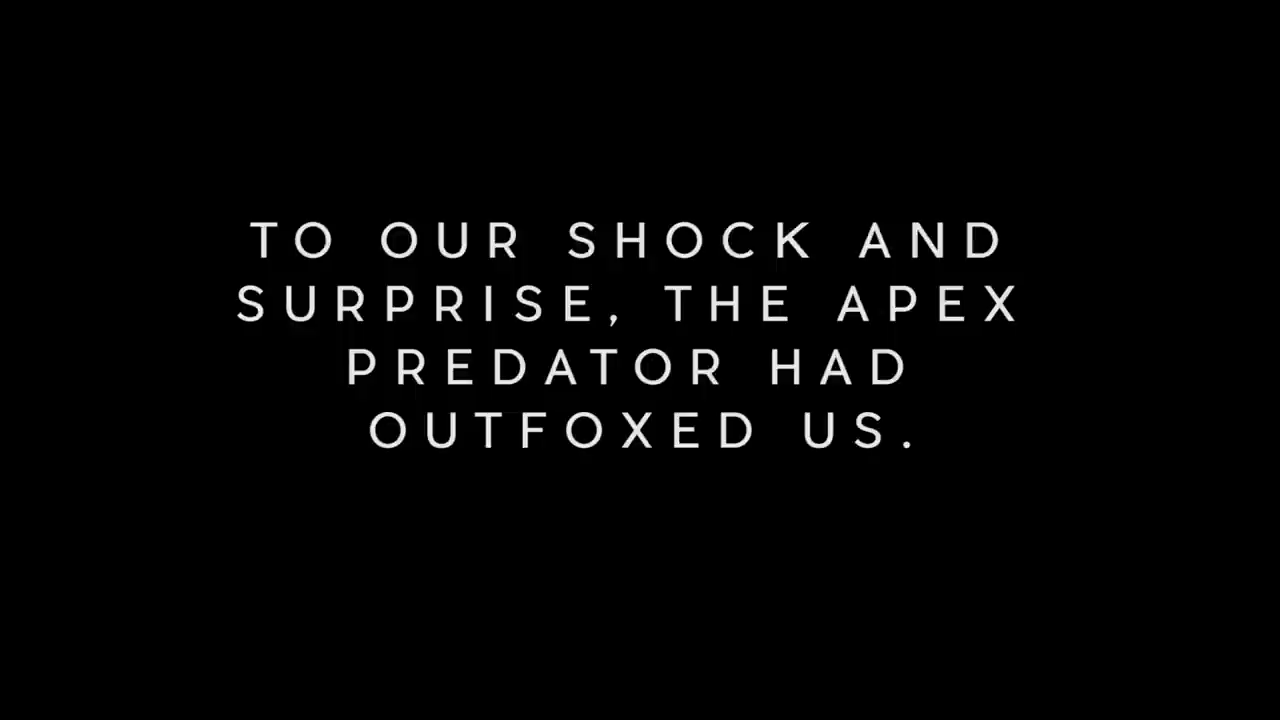 TO OUR SHOCK AND
SURPRISE, THE APEX
PREDATOR HAD
OUTFOXED US.